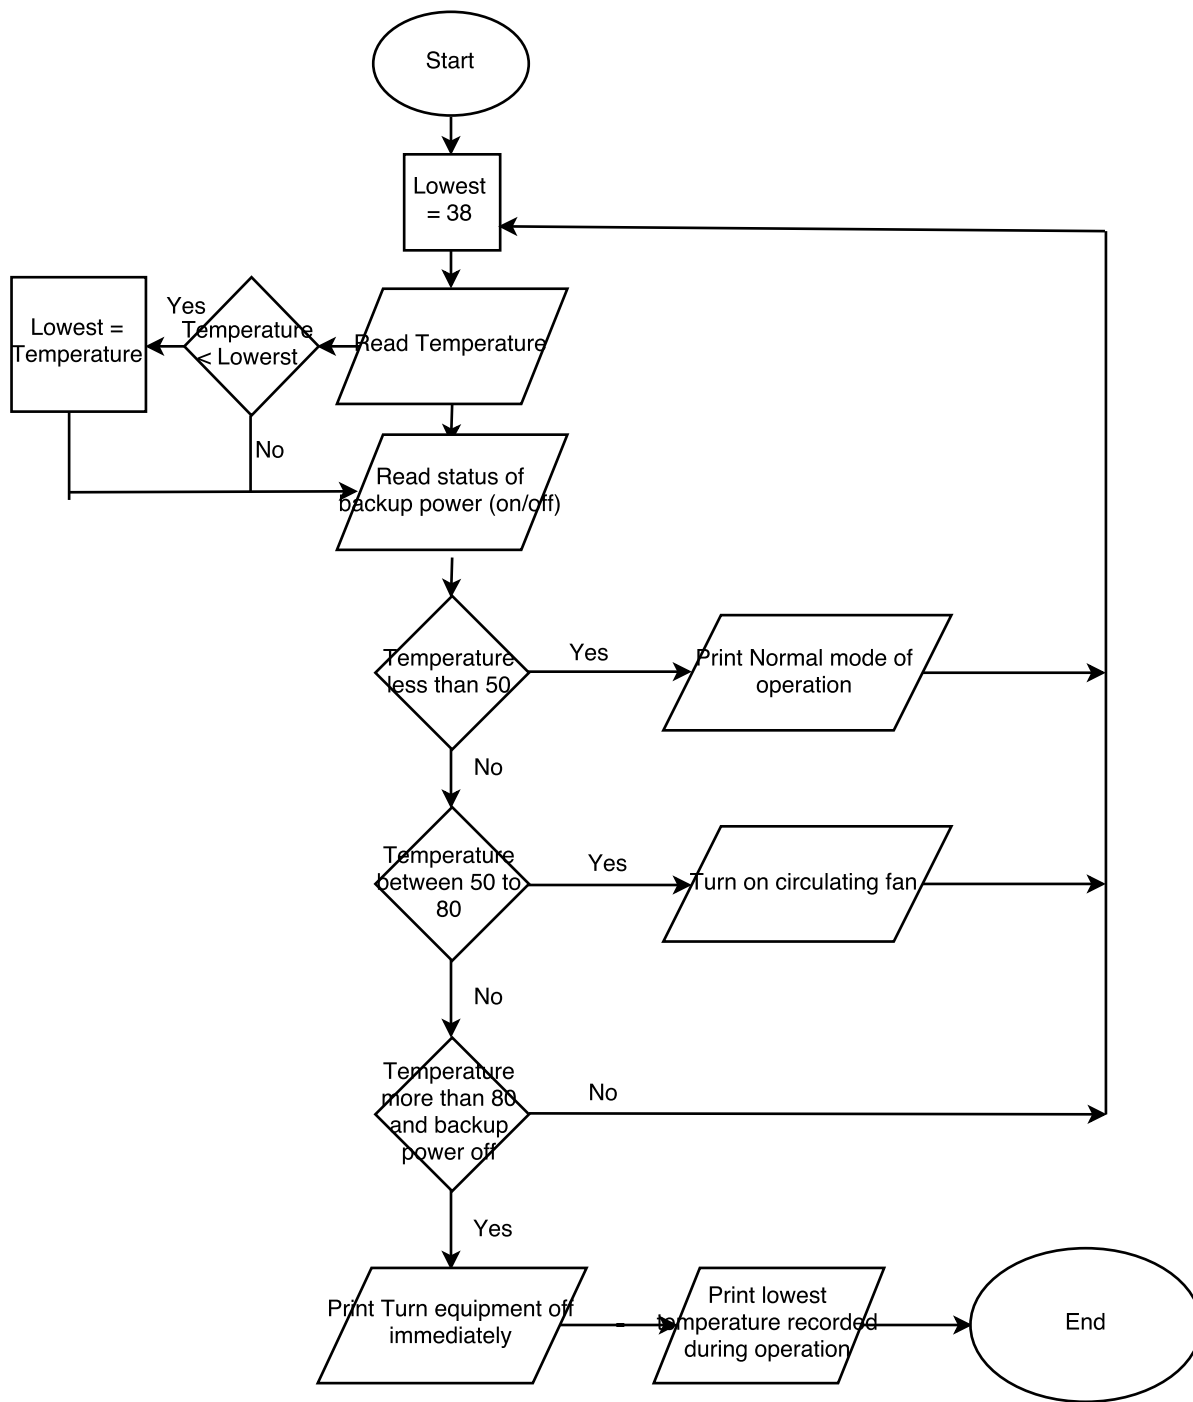 Start
Lowest
= 38
Yes
Lowest =
Temperature
Temperature
< Lowerst
Read Temperature
No
Read status of
backup power (on/off)
Temperature
less than 50
Yes
Print Normal mode of
operation
No
Temperature
between 50 to
80
Yes
Turn on circulating fan
No
Temperature
more than 80
and backup
power off
No
Yes
Print Turn equipment off
immediately
Print lowest
temperature recorded
during operation
End